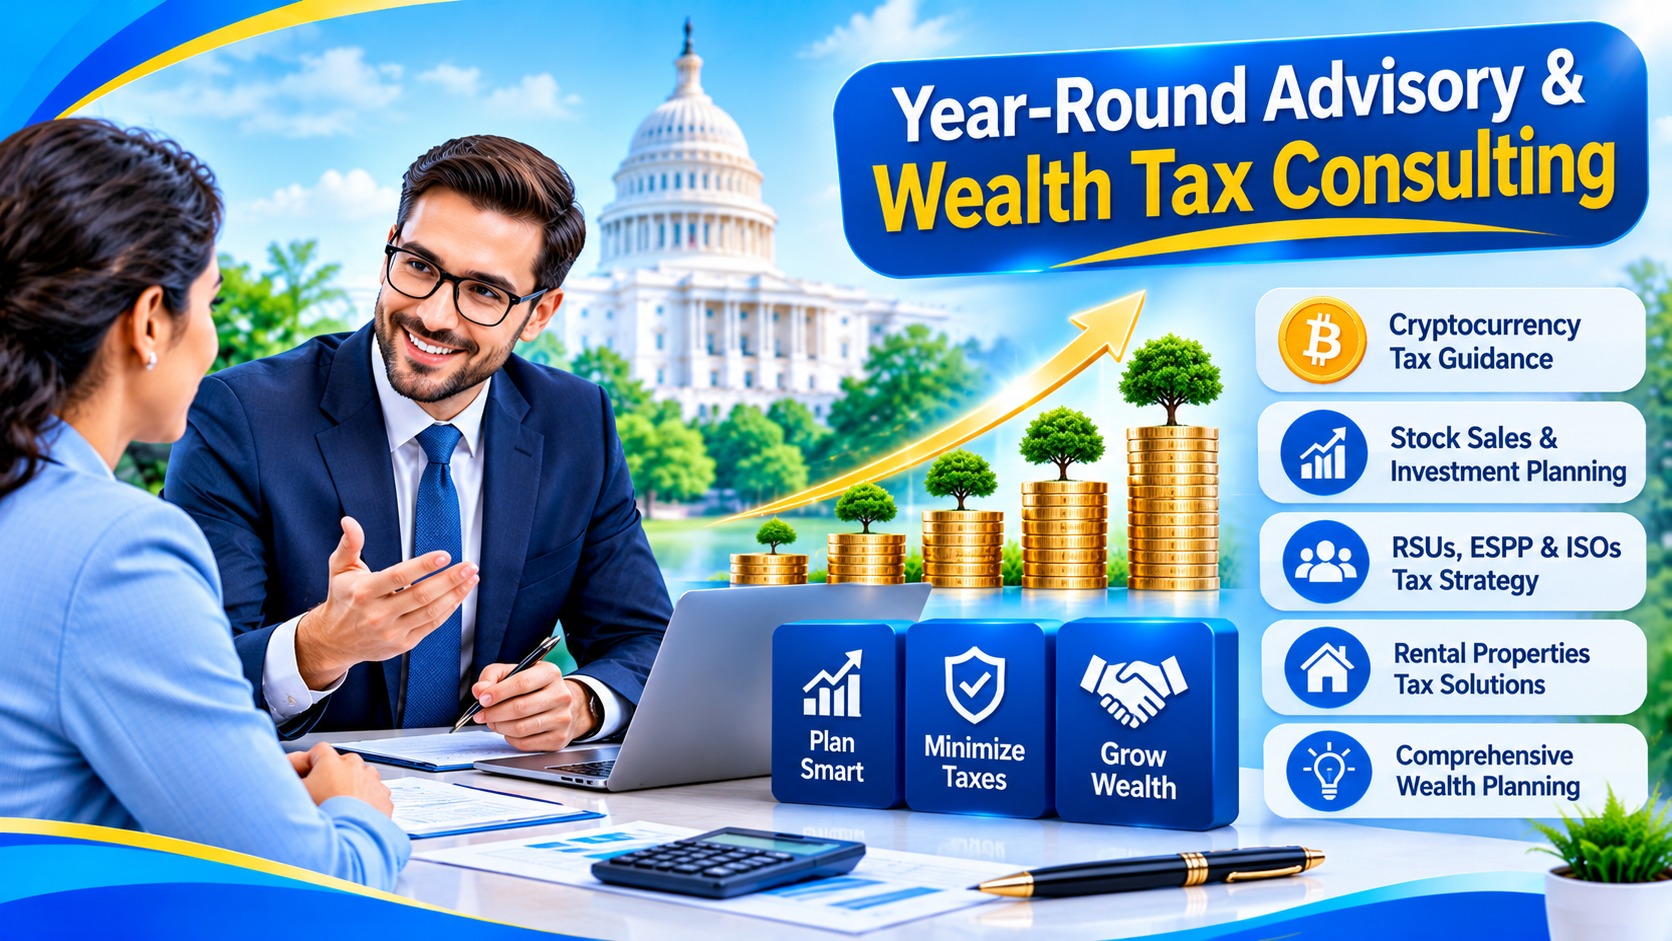 Year-Round Advisory &
Wealth Tax Consulting
Cryptocurrency
Tax Guidance
Stock Sales &
Investment Planning
RSUs, ESPP & ISOs
Tax Strategy
Rental Properties
Tax Solutions
Comprehensive
Wealth Planning
Plan
Smart
Minimize
Taxes
Grow
Wealth